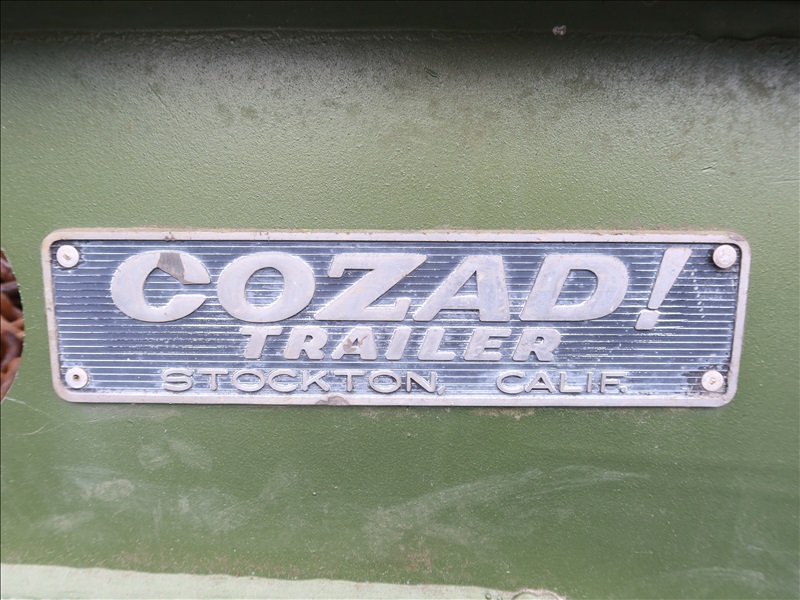 COZAD!
TRAILER
STOCKTON, CALIF.